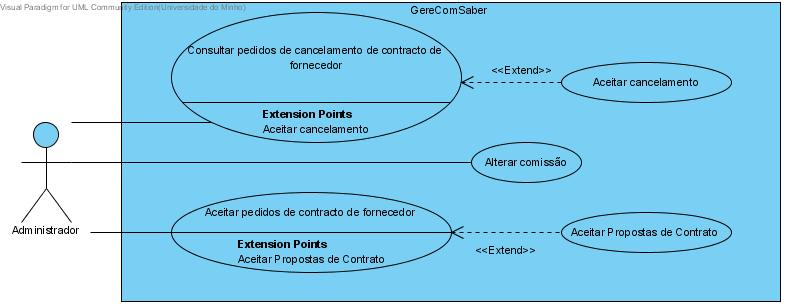 Visual Paradigm for UML Community Edition(Universidade do Minho)
GereComSaber
Consultar pedidos de cancelamento de contracto de
fornecedor
<<Extend>>
Aceitar cancelamento
Extension Points
Aceitar cancelamento
Alterar comissão
Administrador
Aceitar pedidos de contracto de fornecedor
Extension Points
Aceitar Propostas de Contrato
<<Extend>>
Aceitar Propostas de Contrato